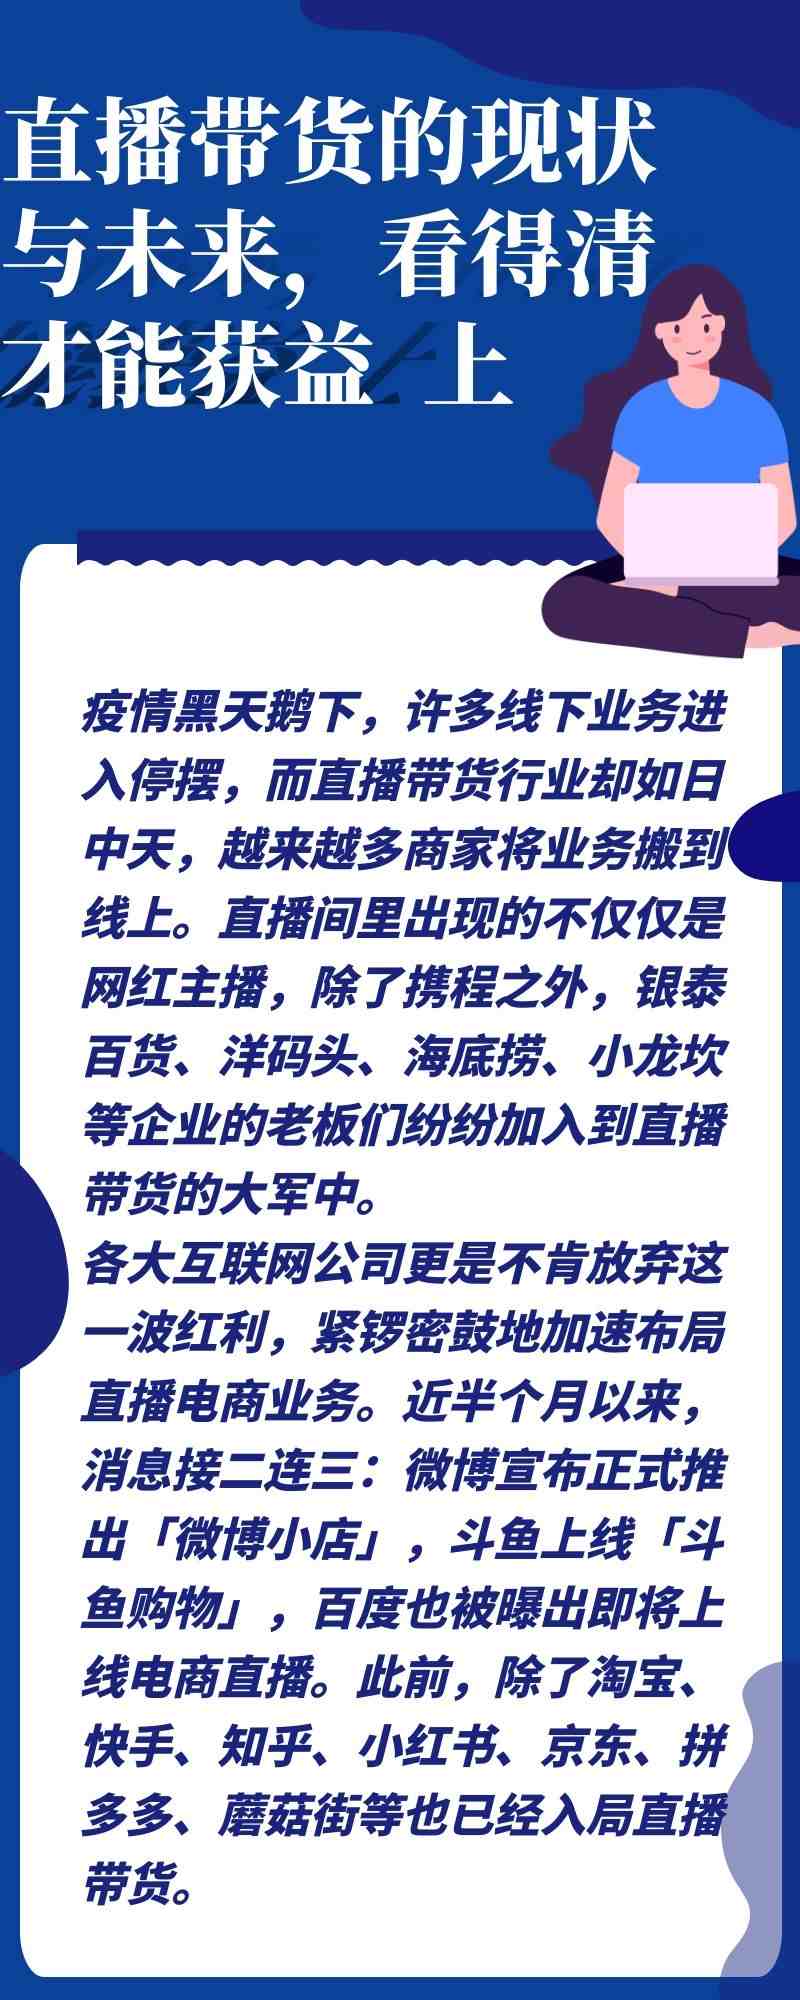 直播带货的现状
与未来，看得清
才能获益 上
疫情黑天鹅下，许多线下业务进
入停摆，而直播带货行业却如日
中天，越来越多商家将业务搬到
线上。直播间里出现的不仅仅是
网红主播，除了携程之外，银泰
百货、洋码头、海底捞、小龙坎
等企业的老板们纷纷加入到直播
带货的大军中。
各大互联网公司更是不肯放弃这
一波红利，紧锣密鼓地加速布局
直播电商业务。近半个月以来，
消息接二连三：微博宣布正式推
出「微博小店」，斗鱼上线「斗
鱼购物」，百度也被曝出即将上
线电商直播。此前，除了淘宝、
快手、知乎、小红书、京东、拼
多多、蘑菇街等也已经入局直播
带货。